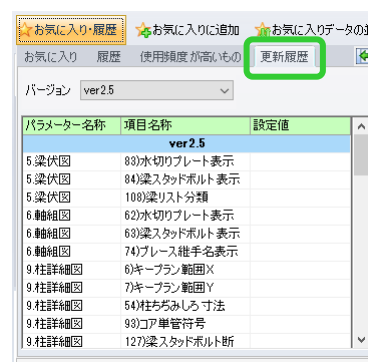 お気に入り・履歴 お気に入りに追加 お気に入りデータの
お気に入り 履歴 使用頻度が高いもの 更新履歴
バージョン ver2.5
パラメーター名称 項目名称 設定値
ver2.5
5.梁伏図 83)水切りプレート表示
5.梁伏図 84)梁スタッドボルト表示
5.梁伏図 108)梁リスト分類
6.軸組図 62)水切りプレート表示
6.軸組図 63)梁スタッドボルト表示
6.軸組図 74)ブレース継手名表示
9.柱詳細図 6)キープラン範囲X
9.柱詳細図 7)キープラン範囲Y
9.柱詳細図 54)柱ちぢみしろ寸法
9.柱詳細図 93)コア単管符号
9.柱詳細図 127)梁スタッドボルト断